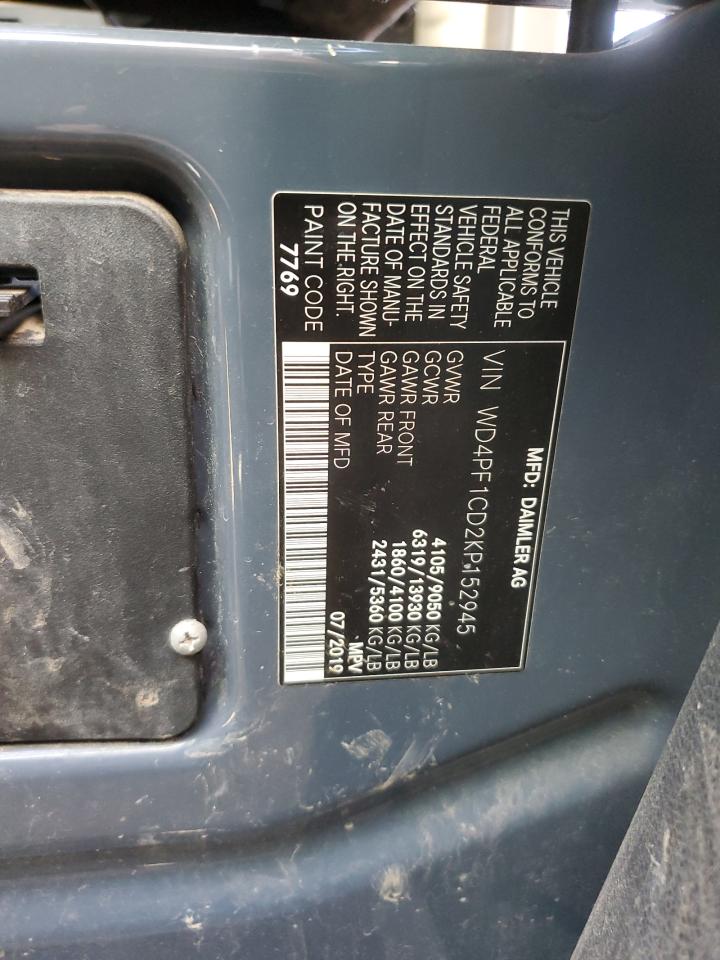 THIS VEHICLE
CONFORMS TO
ALL APPLICABLE
FEDERAL
VEHICLE SAFETY
STANDARDS IN
EFFECT ON THE
DATE OF MANU-
FACTURE SHOWN
ON THE RIGHT.
PAINT CODE
7769
MFD: DAIMLER AG
VIN WD4PF1CD2KP152945
GVWR 4105/9050 KG/LB
GCWR 6319/13930 KG/LB
GAWR FRONT 1860/4100 KG/LB
GAWR REAR 2431/5360 KG/LB
TYPE MPV
DATE OF MFD 07/2019